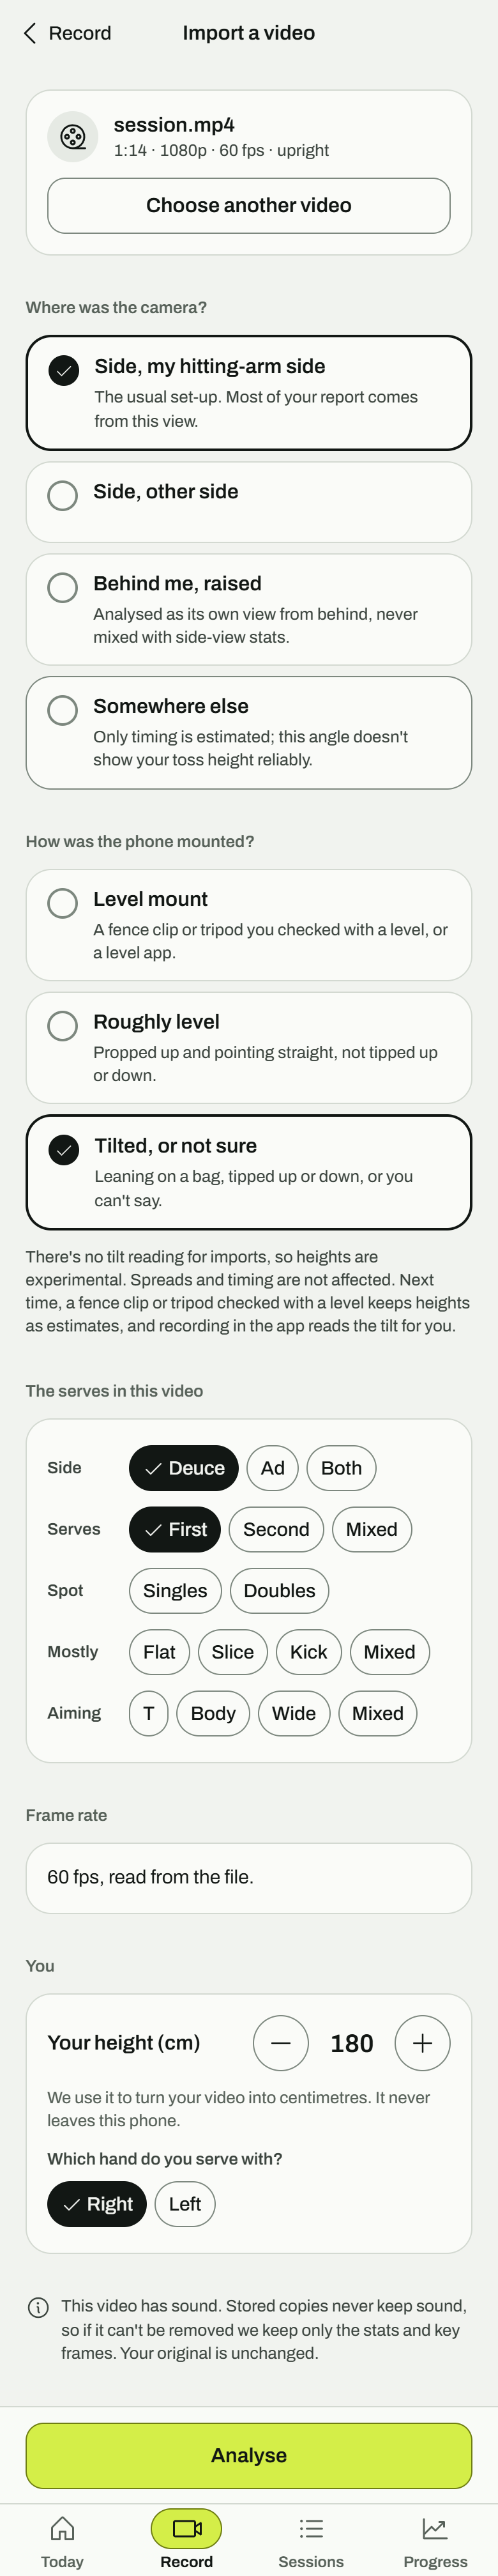 Record
Import a video
session.mp4
1:14 · 1080p · 60 fps · upright
Choose another video
Where was the camera?
Side, my hitting-arm side
The usual set-up. Most of your report comes
from this view.
Side, other side
Behind me, raised
Analysed as its own view from behind, never
mixed with side-view stats.
Somewhere else
Only timing is estimated; this angle doesn't
show your toss height reliably.
How was the phone mounted?
Level mount
A fence clip or tripod you checked with a level, or
a level app.
Roughly level
Propped up and pointing straight, not tipped up
or down.
Tilted, or not sure
Leaning on a bag, tipped up or down, or you
can't say.
There's no tilt reading for imports, so heights are
experimental. Spreads and timing are not affected. Next
time, a fence clip or tripod checked with a level keeps heights
as estimates, and recording in the app reads the tilt for you.
The serves in this video
Side Deuce Ad Both
Serves First Second Mixed
Spot Singles Doubles
Mostly Flat Slice Kick Mixed
Aiming T Body Wide Mixed
Frame rate
60 fps, read from the file.
You
Your height (cm) 180
We use it to turn your video into centimetres. It never
leaves this phone.
Which hand do you serve with?
Right Left
This video has sound. Stored copies never keep sound,
so if it can't be removed we keep only the stats and key
frames. Your original is unchanged.
Analyse
Today Record Sessions Progress